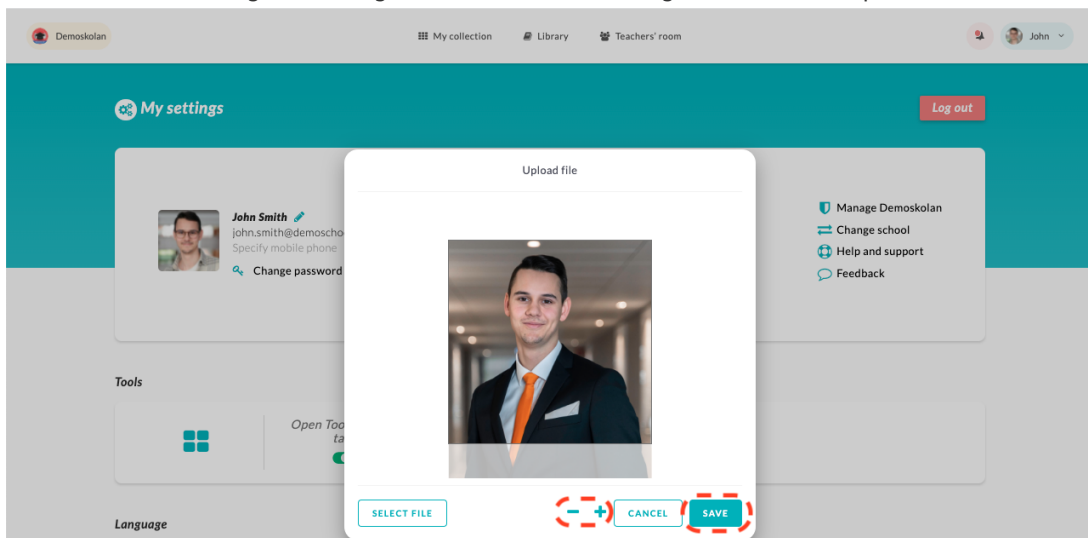 Demoskolan
My collection
Library
Teachers' room
John
My settings
Log out
Upload file
John Smith
john.smith@demoscho
Specify mobile phone
Change password
Manage Demoskolan
Change school
Help and support
Feedback
Tools
Open Too
ta
SELECT FILE
CANCEL
SAVE
Language